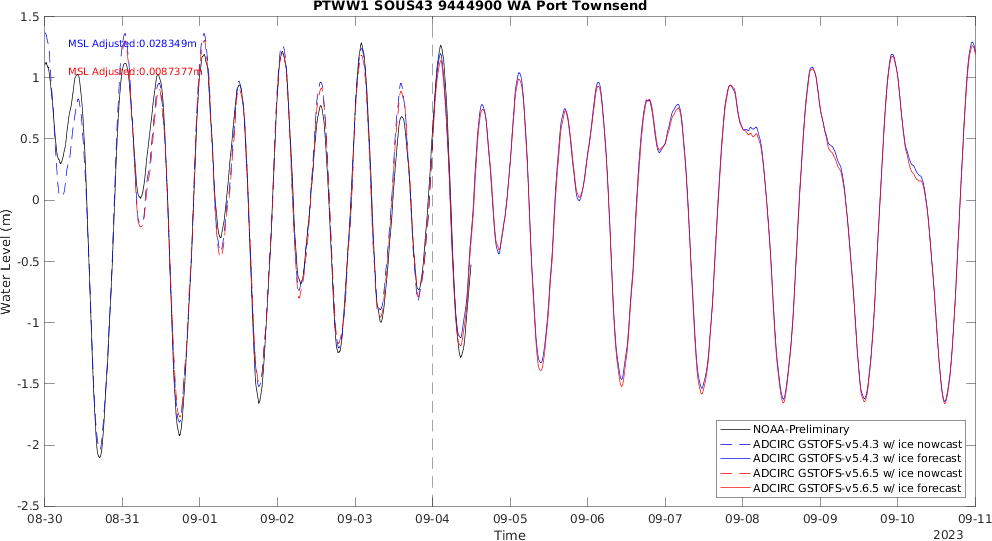 PTWW1 SOUS43 9444900 WA Port Townsend
1.5
1
0.5
0
-0.5
-1
-1.5
-2
-2.5
Water Level (m)
MSL Adjusted:0.028349m
MSL Adjusted:0.0087377m
NOAA-Preliminary
ADCIRC GSTOFS-v5.4.3 w/ ice nowcast
ADCIRC GSTOFS-v5.4.3 w/ ice forecast
ADCIRC GSTOFS-v5.6.5 w/ ice nowcast
ADCIRC GSTOFS-v5.6.5 w/ ice forecast
08-30 08-31 09-01 09-02 09-03 09-04 09-05 09-06 09-07 09-08 09-09 09-10 09-11
Time
2023